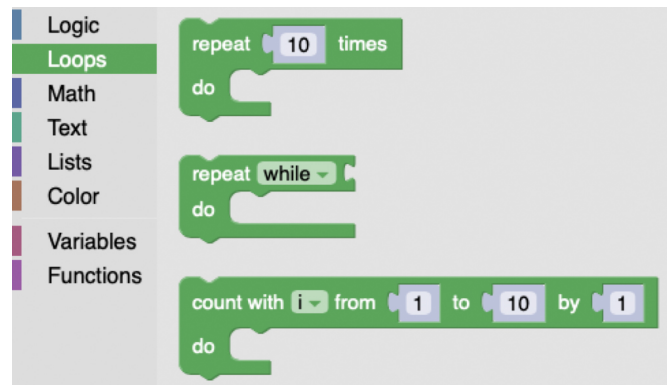 Logic
Loops
Math
Text
Lists
Color
Variables
Functions
repeat 10 times
do
repeat while
do
count with i from 1 to 10 by 1
do